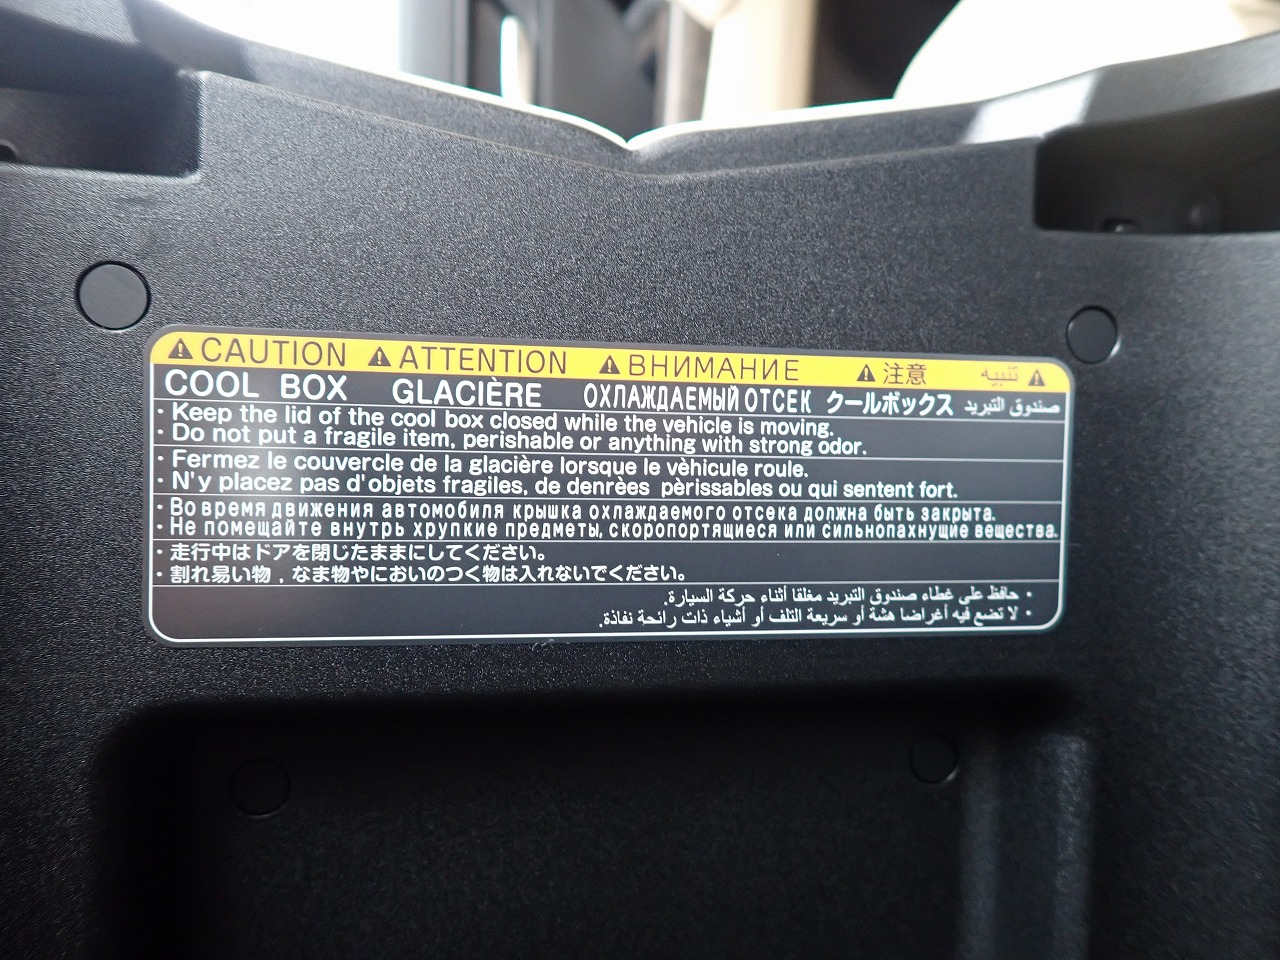 ⚠CAUTION ⚠ATTENTION ⚠ВНИМАНИЕ ⚠注意 ⚠ تنبيه
COOL BOX GLACIÈRE ОХЛАЖДАЕМЫЙ ОТСЕК クールボックス صندوق التبريد
・Keep the lid of the cool box closed while the vehicle is moving.
・Do not put a fragile item, perishable or anything with strong odor.
・Fermez le couvercle de la glacière lorsque le vèhicule roule.
・N'y placez pas d'objets fragiles, de denrèes pèrissables ou qui sentent fort.
・Во время движения автомобиля крышка охлаждаемого отсека должна быть закрыта.
・Не помещайте внутрь хрупкие предметы, скоропортящиеся или сильнопахнущие вещества.
・走行中はドアを閉じたままにしてください。
・割れ易い物，なま物やにおいのつく物は入れないでください。
・حافظ على غطاء صندوق التبريد مغلقا أثناء حركة السيارة.
・لا تضع فيه أغراضا هشة أو سريعة التلف أو أشياء ذات رائحة نفاذة.